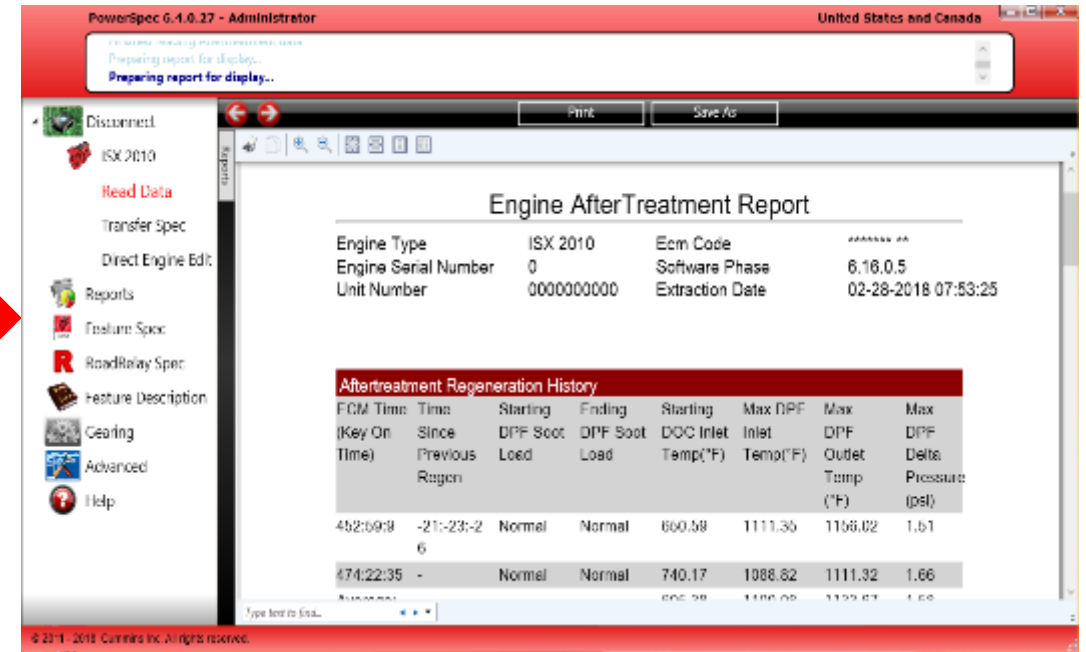 PowerSpec 6.4.0.27 - Administrator United States and Canada
Preparing report for display...
Preparing report for display...
Disconnect
ISX 2010
Read Data
Transfer Spec
Direct Engine Edit
Reports
Feature Spec
RoadRelay Spec
Feature Description
Gearing
Advanced
Help
Print Save As
Reports
Engine AfterTreatment Report
Engine Type ISX 2010 Ecm Code ******* **
Engine Serial Number 0 Software Phase 6.16.0.5
Unit Number 0000000000 Extraction Date 02-28-2018 07:53:25
Aftertreatment Regeneration History
ECM Time Time Starting Ending Starting Max DPF Max Max
(Key On Since DPF Soot DPF Soot DOC Inlet Inlet DPF DPF
Time) Previous Load Load Temp(°F) Temp(°F) Outlet Delta
Regen Temp Pressure
(°F) (psi)
452:59:9 -21:-23:-2 Normal Normal 650.59 1111.35 1156.02 1.51
6
474:22:35 - Normal Normal 740.17 1088.82 1111.32 1.66
Average:
Type text to find...
© 2011 - 2018 Cummins Inc. All rights reserved.